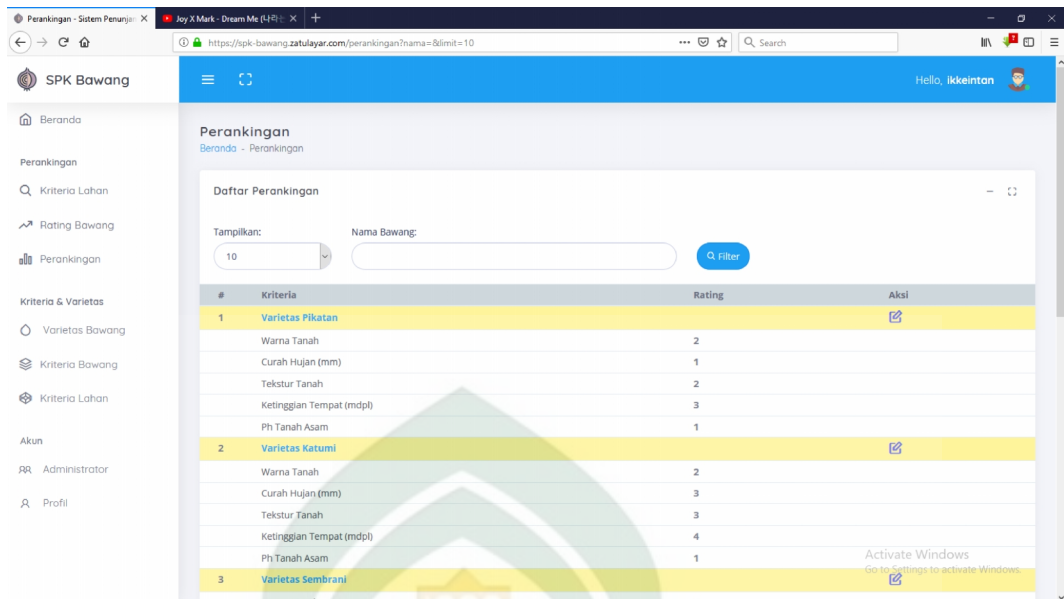 Perankingan - Sistem Penunjan
Joy X Mark - Dream Me (나라는
https://spk-bawang.zatulayar.com/perankingan?nama=&limit=10
Search
SPK Bawang
Hello, ikkeintan
Beranda
Perankingan
Kriteria Lahan
Rating Bawang
Perankingan
Kriteria & Varietas
Varietas Bawang
Kriteria Bawang
Kriteria Lahan
Akun
Administrator
Profil
Perankingan
Beranda - Perankingan
Daftar Perankingan
Tampilkan: Nama Bawang:
10 Filter
# Kriteria Rating Aksi
1 Varietas Pikatan
Warna Tanah 2
Curah Hujan (mm) 1
Tekstur Tanah 2
Ketinggian Tempat (mdpl) 3
Ph Tanah Asam 1
2 Varietas Katumi
Warna Tanah 2
Curah Hujan (mm) 3
Tekstur Tanah 3
Ketinggian Tempat (mdpl) 4
Ph Tanah Asam 1
3 Varietas Sembrani
Activate Windows
Go to Settings to activate Windows.